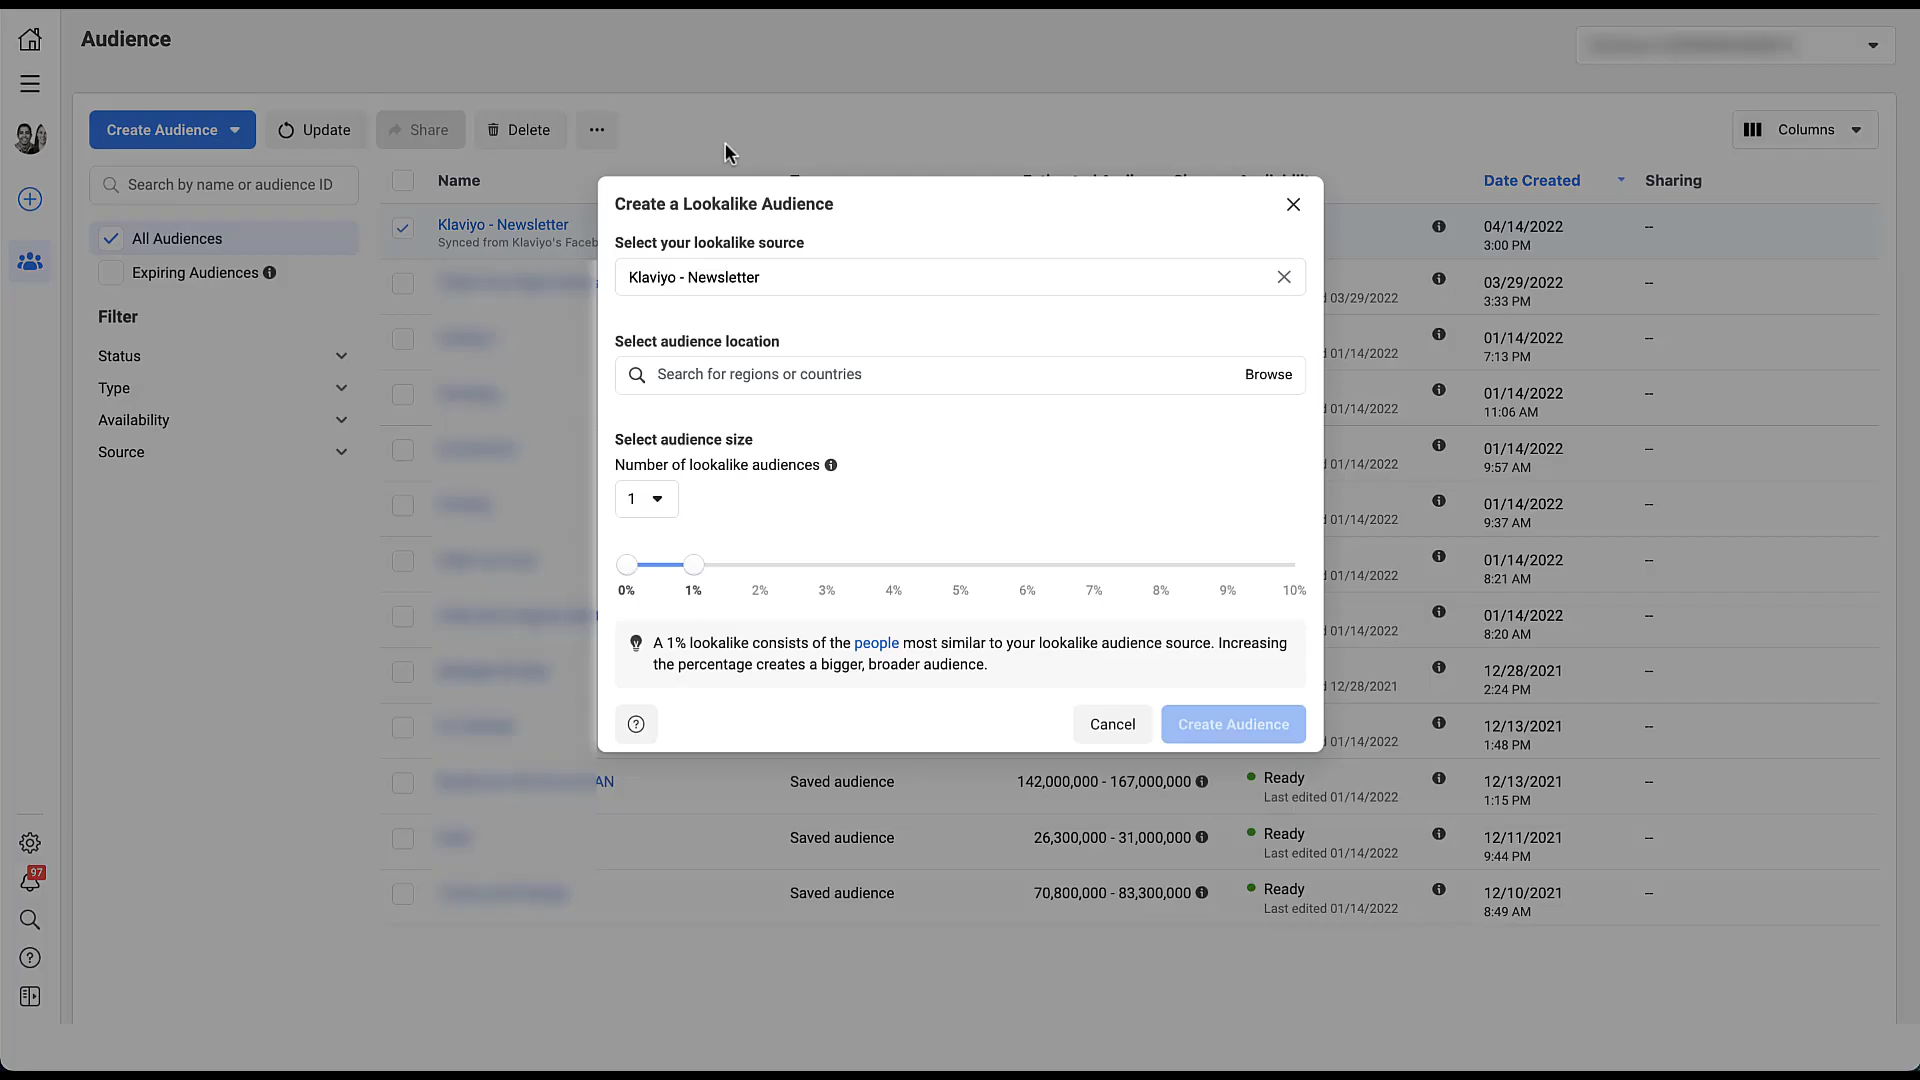 Audience
Create Audience
Update
Share
Delete
Columns
Search by name or audience ID
All Audiences
Expiring Audiences
Filter
Status
Type
Availability
Source
Name
Date Created
Sharing
Klaviyo - Newsletter
Synced from Klaviyo's Faceb
04/14/2022
3:00 PM
--
03/29/2022
03/29/2022
3:33 PM
--
01/14/2022
01/14/2022
7:13 PM
--
01/14/2022
01/14/2022
11:06 AM
--
01/14/2022
01/14/2022
9:57 AM
--
01/14/2022
01/14/2022
9:37 AM
--
01/14/2022
01/14/2022
8:21 AM
--
01/14/2022
01/14/2022
8:20 AM
--
12/28/2021
12/28/2021
2:24 PM
--
01/14/2022
12/13/2021
1:48 PM
--
AN
Saved audience
142,000,000 - 167,000,000
Ready
Last edited 01/14/2022
12/13/2021
1:15 PM
--
Saved audience
26,300,000 - 31,000,000
Ready
Last edited 01/14/2022
12/11/2021
9:44 PM
--
Saved audience
70,800,000 - 83,300,000
Ready
Last edited 01/14/2022
12/10/2021
8:49 AM
--
Create a Lookalike Audience
Select your lookalike source
Klaviyo - Newsletter
Select audience location
Search for regions or countries
Browse
Select audience size
Number of lookalike audiences
1
0% 1% 2% 3% 4% 5% 6% 7% 8% 9% 10%
A 1% lookalike consists of the people most similar to your lookalike audience source. Increasing
the percentage creates a bigger, broader audience.
Cancel
Create Audience
97